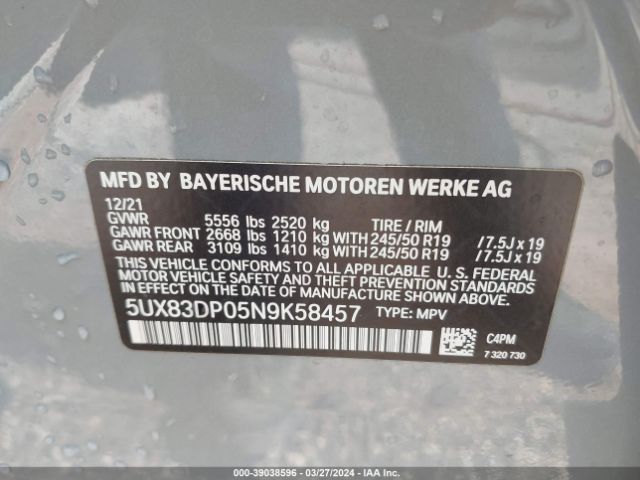 MFD BY BAYERISCHE MOTOREN WERKE AG
12/21
GVWR 5556 lbs 2520 kg TIRE / RIM
GAWR FRONT 2668 lbs 1210 kg WITH 245/50 R19 /7.5J x 19
GAWR REAR 3109 lbs 1410 kg WITH 245/50 R19 /7.5J x 19
THIS VEHICLE CONFORMS TO ALL APPLICABLE U. S. FEDERAL
MOTOR VEHICLE SAFETY AND THEFT PREVENTION STANDARDS
IN EFFECT ON THE DATE OF MANUFACTURE SHOWN ABOVE.
5UX83DP05N9K58457 TYPE: MPV
C4PM
7 320 730
000-39038596 — 03/27/2024 — IAA Inc.